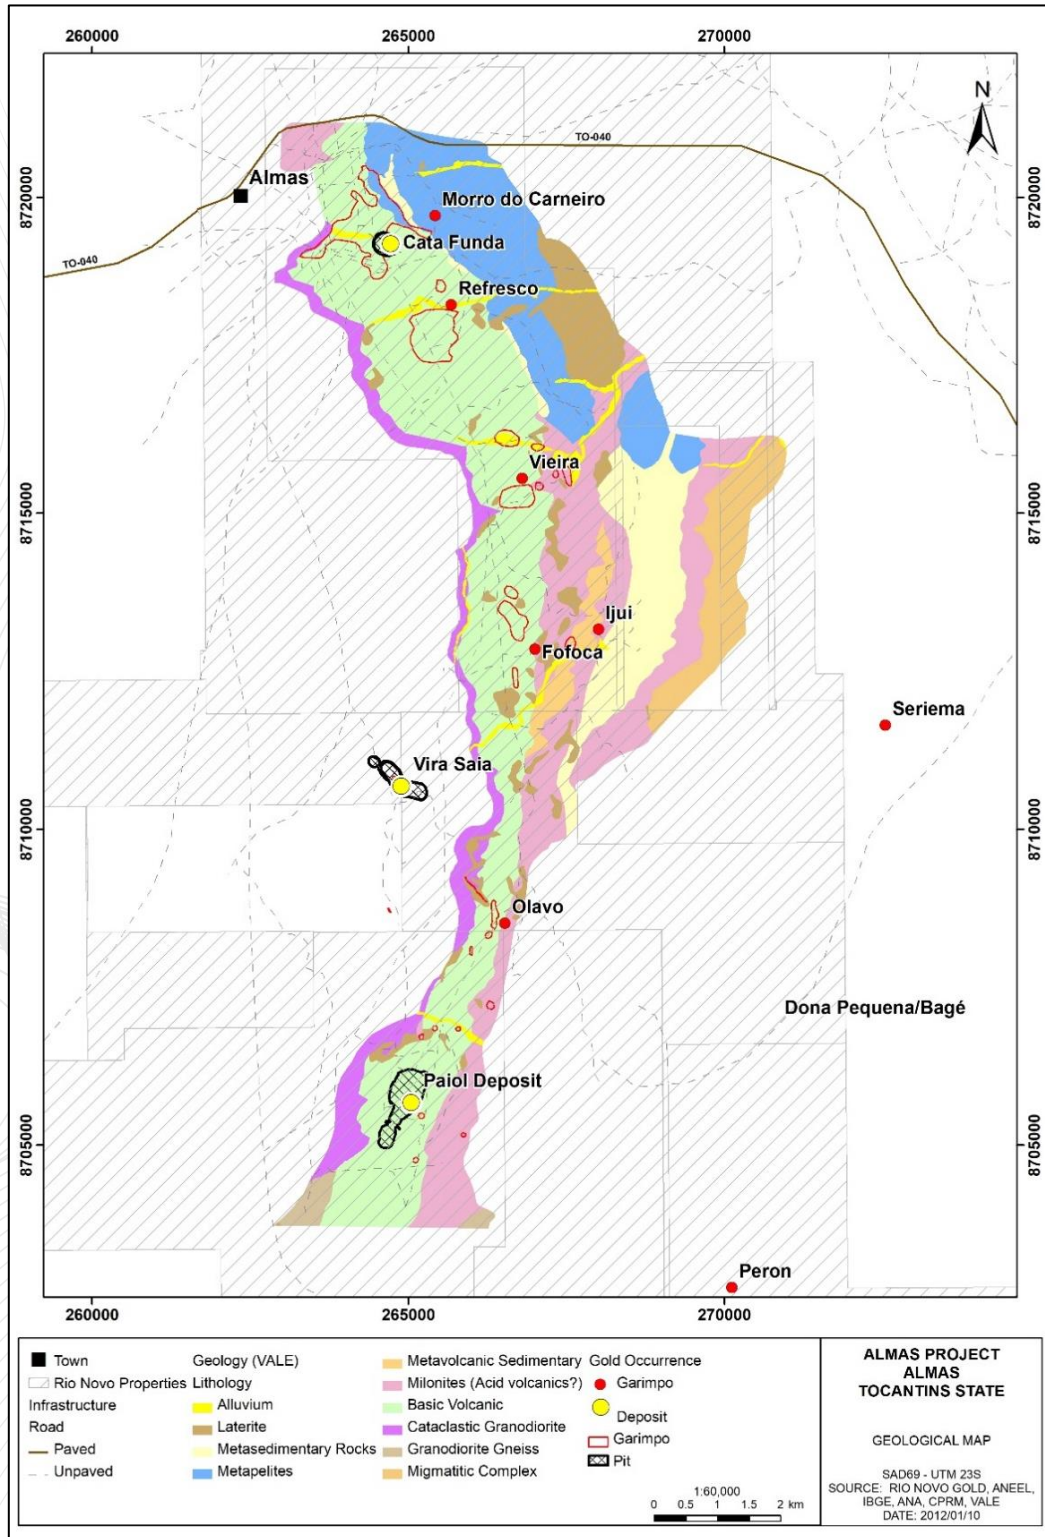 260000 265000 270000
N
TO-040
Almas
8720000
8720000
Morro do Carneiro
Cata Funda
TO-040
Refresco
Vieira
8715000
8715000
Ijui
Fofoca
Seriema
Vira Saia
8710000
8710000
Olavo
Dona Pequena/Bagé
Paiol Deposit
8705000
8705000
Peron
260000 265000 270000
Town
Rio Novo Properties
Infrastructure
Road
Paved
Unpaved
Geology (VALE)
Lithology
Alluvium
Laterite
Metasedimentary Rocks
Metapelites
Metavolcanic Sedimentary
Milonites (Acid volcanics?)
Basic Volcanic
Cataclastic Granodiorite
Granodiorite Gneiss
Migmatitic Complex
Gold Occurrence
Garimpo
Deposit
Garimpo
Pit
1:60,000
0 0.5 1 1.5 2 km
ALMAS PROJECT
ALMAS
TOCANTINS STATE
GEOLOGICAL MAP
SAD69 - UTM 23S
SOURCE: RIO NOVO GOLD, ANEEL,
IBGE, ANA, CPRM, VALE
DATE: 2012/01/10